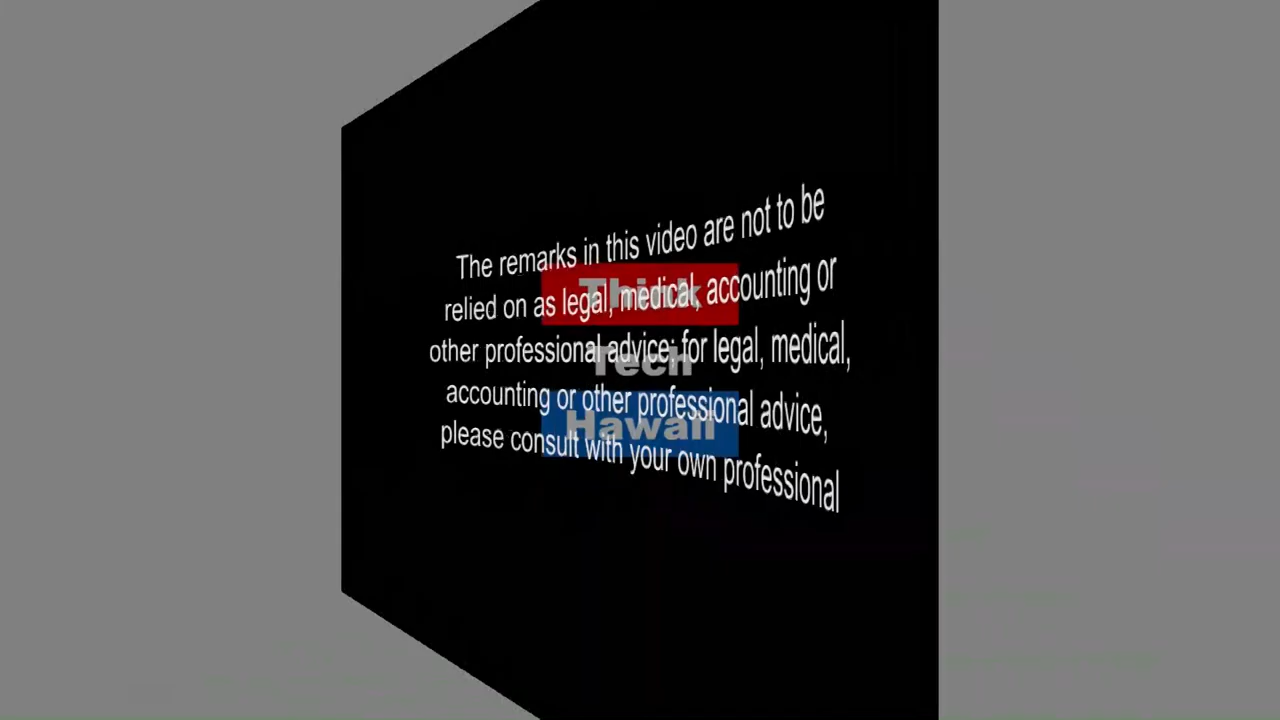 The remarks in this video are not to be
relied on as legal, medical, accounting or
other professional advice; for legal, medical,
accounting or other professional advice,
please consult with your own professional
Think
Tech
Hawaii